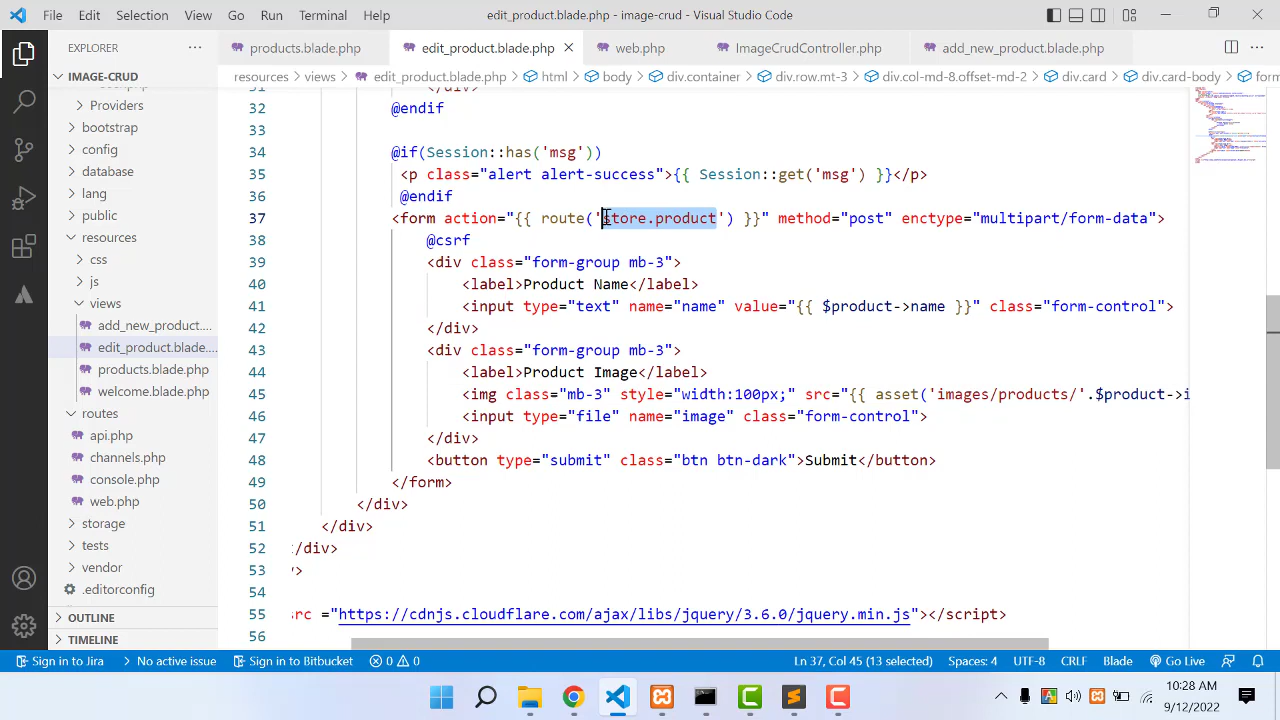 File Edit Selection View Go Run Terminal Help
edit_product.blade.php - image-crud - Visual Studio Code
EXPLORER
products.blade.php
edit_product.blade.php
web.php
ImageCrudController.php
add_new_product.blade.php
resources > views > edit_product.blade.php > html > body > div.container > div.row.mt-3 > div.col-md-8.offset-md-2 > div.card > div.card-body > form
IMAGE-CRUD
Providers
bootstrap
config
database
lang
public
resources
css
js
views
add_new_product....
edit_product.blade....
products.blade.php
welcome.blade.php
routes
api.php
channels.php
console.php
web.php
storage
tests
vendor
.editorconfig
OUTLINE
TIMELINE
32 @endif
33
34 @if(Session::has('msg'))
35 <p class="alert alert-success">{{ Session::get('msg') }}</p>
36 @endif
37 <form action="{{ route('store.product') }}" method="post" enctype="multipart/form-data">
38 @csrf
39 <div class="form-group mb-3">
40 <label>Product Name</label>
41 <input type="text" name="name" value="{{ $product->name }}" class="form-control">
42 </div>
43 <div class="form-group mb-3">
44 <label>Product Image</label>
45 <img class="mb-3" style="width:100px;" src="{{ asset('images/products/'.$product->i
46 <input type="file" name="image" class="form-control">
47 </div>
48 <button type="submit" class="btn btn-dark">Submit</button>
49 </form>
50 </div>
51 </div>
52 /div>
53 >
54
55 src ="https://cdnjs.cloudflare.com/ajax/libs/jquery/3.6.0/jquery.min.js"></script>
56
Sign in to Jira
No active issue
Sign in to Bitbucket
0
0
Ln 37, Col 45 (13 selected)
Spaces: 4
UTF-8
CRLF
Blade
Go Live
10:28 AM
9/12/2022